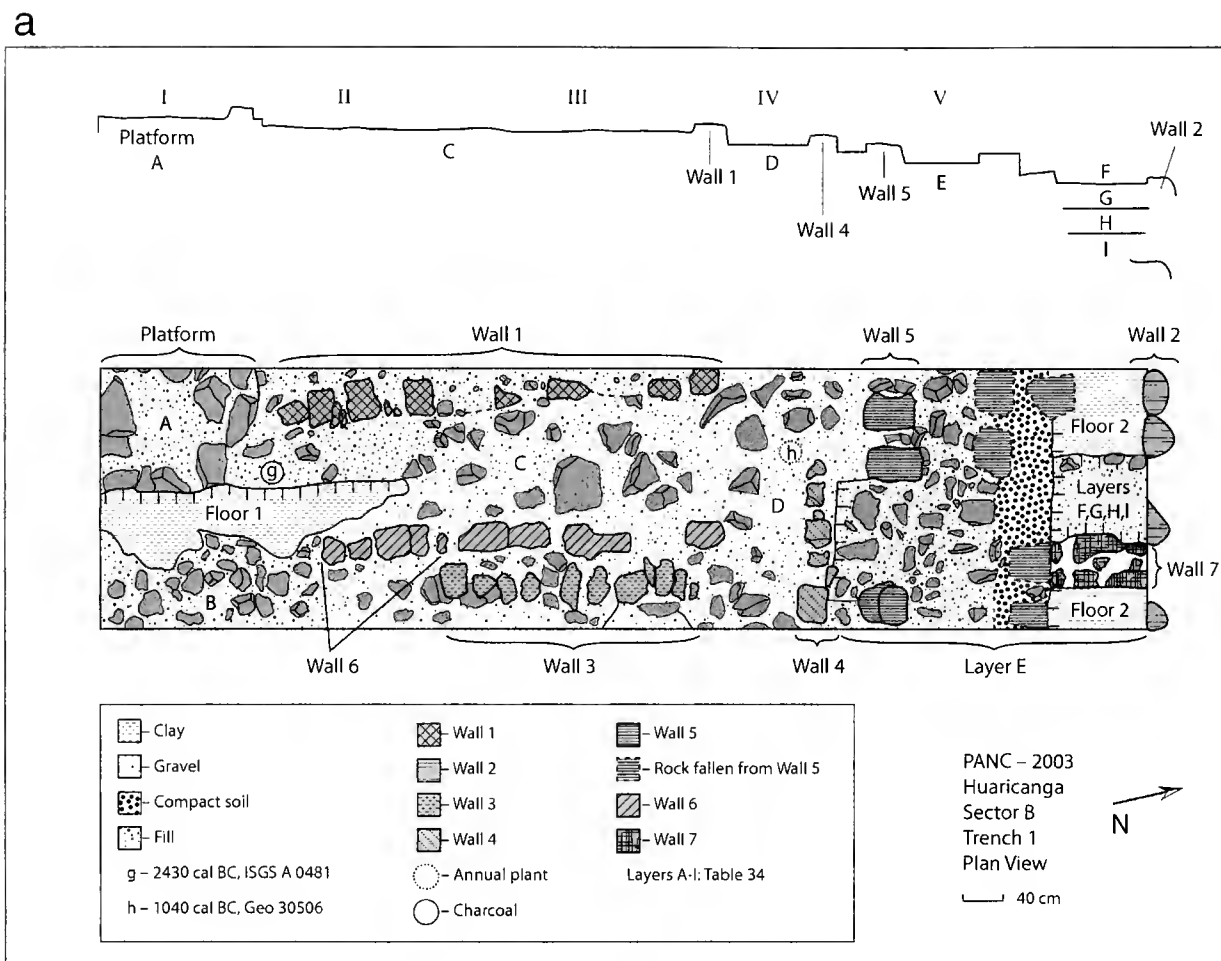 a
I II III IV V
Platform
A
C
Wall 1
D
Wall 4
Wall 5
E
F
Wall 2
G
H
I
Platform
Wall 1
Wall 5
Wall 2
A
g
C
h
Floor 2
Floor 1
D
Layers
F,G,H,I
Wall 7
B
Floor 2
Wall 6
Wall 3
Wall 4
Layer E
– Clay
– Gravel
– Compact soil
– Fill
g – 2430 cal BC, ISGS A 0481
h – 1040 cal BC, Geo 30506
– Wall 1
– Wall 2
– Wall 3
– Wall 4
– Annual plant
– Charcoal
– Wall 5
– Rock fallen from Wall 5
– Wall 6
– Wall 7
Layers A-I: Table 34
PANC – 2003
Huaricanga
Sector B
Trench 1
Plan View
40 cm
N